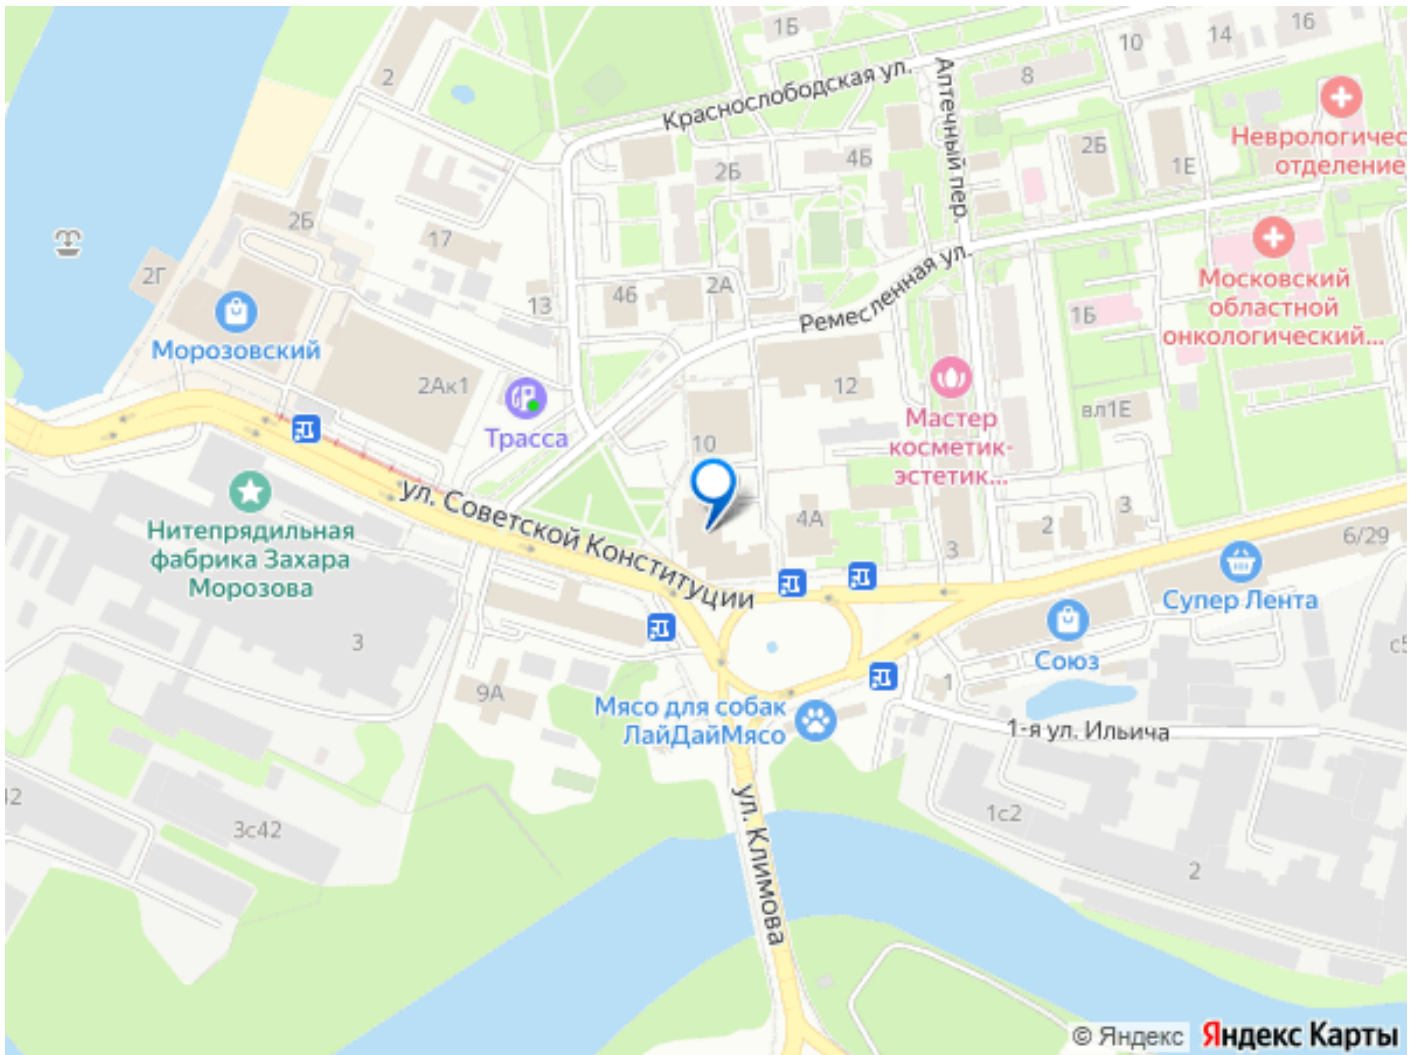 1Б
16
14
10
2
8
Краснослободская ул.
Аптечный пер.
Неврологичес
отделение
2Б
4Б
2Б
1Е
2Б
17
2Г
Ремесленная ул.
Московский
областной
онкологический...
46
2А
13
1Б
Морозовский
2Ак1
12
Трасса
Мастер
косметик-
эстетик...
вл1Е
10
ул. Советской Конституции
Нитепрядильная
фабрика Захара
Морозова
4А
3
2
3
6/29
Супер Лента
3
Союз
с5
9А
1
Мясо для собак
ЛайДайМясо
1-я ул. Ильича
12
3с42
1с2
2
ул. Климова
© Яндекс Яндекс Карты